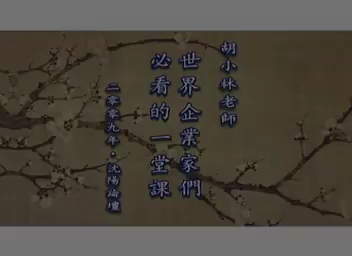 胡小林老師
世界企業家們
必看的一堂課
二零零九年·沈陽論壇